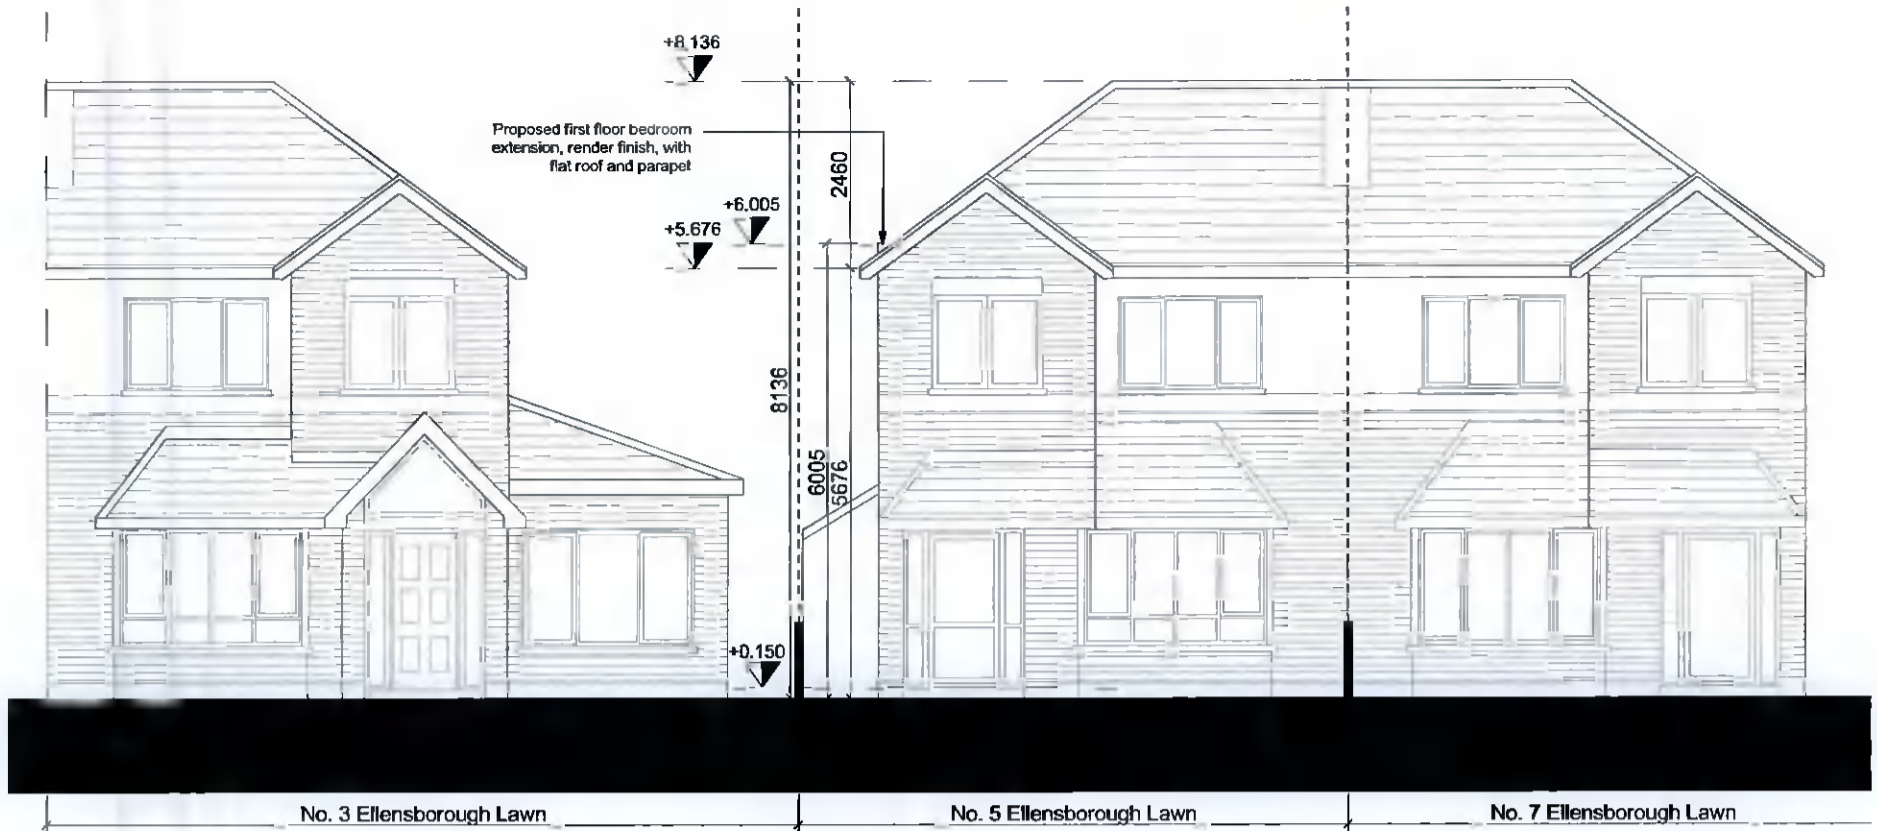 +8.136
Proposed first floor bedroom
extension, render finish, with
flat roof and parapet
2460
+6.005
+5.676
8136
6005
5676
+0.150
No. 3 Ellensborough Lawn
No. 5 Ellensborough Lawn
No. 7 Ellensborough Lawn